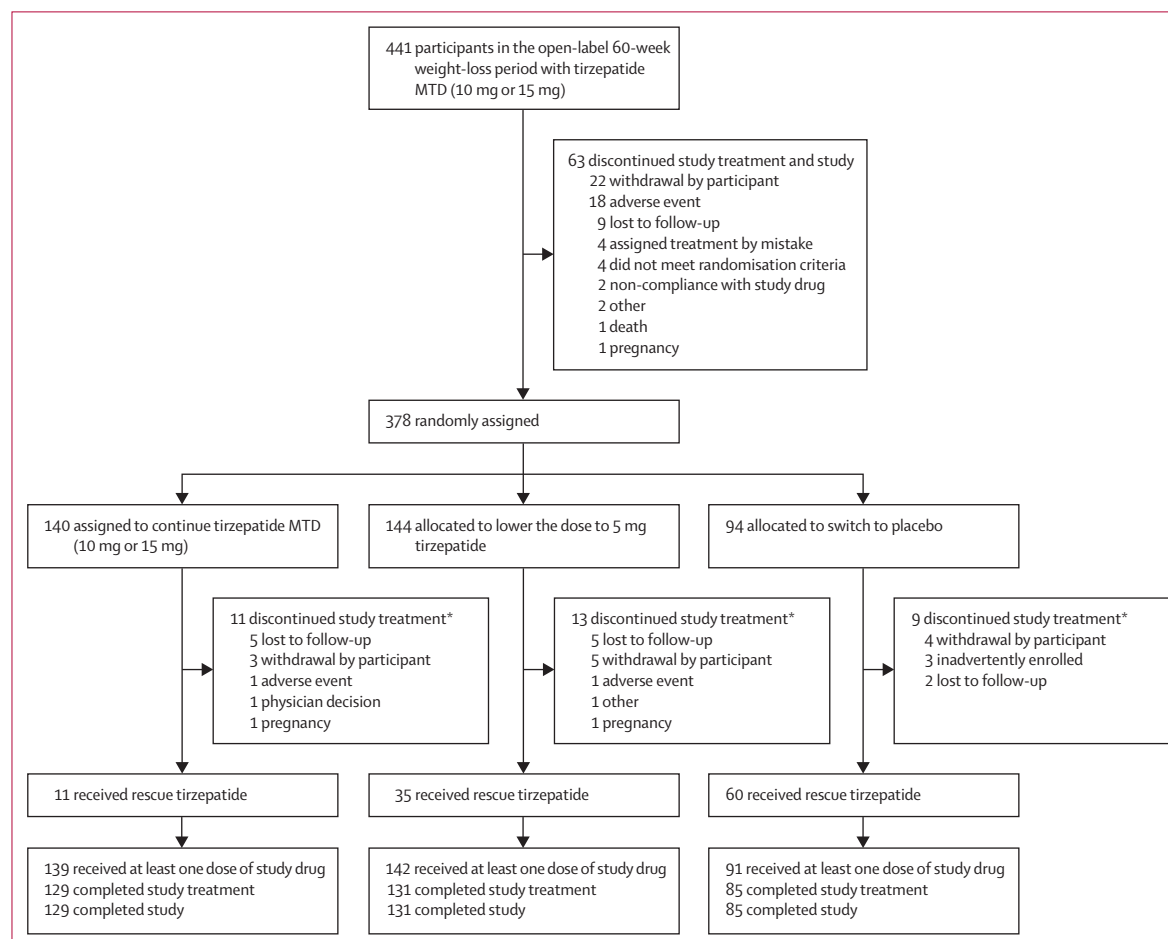 441 participants in the open-label 60-week
weight-loss period with tirzepatide
MTD (10 mg or 15 mg)
63 discontinued study treatment and study
22 withdrawal by participant
18 adverse event
9 lost to follow-up
4 assigned treatment by mistake
4 did not meet randomisation criteria
2 non-compliance with study drug
2 other
1 death
1 pregnancy
378 randomly assigned
140 assigned to continue tirzepatide MTD
(10 mg or 15 mg)
144 allocated to lower the dose to 5 mg
tirzepatide
94 allocated to switch to placebo
11 discontinued study treatment*
5 lost to follow-up
3 withdrawal by participant
1 adverse event
1 physician decision
1 pregnancy
13 discontinued study treatment*
5 lost to follow-up
5 withdrawal by participant
1 adverse event
1 other
1 pregnancy
9 discontinued study treatment*
4 withdrawal by participant
3 inadvertently enrolled
2 lost to follow-up
11 received rescue tirzepatide
35 received rescue tirzepatide
60 received rescue tirzepatide
139 received at least one dose of study drug
129 completed study treatment
129 completed study
142 received at least one dose of study drug
131 completed study treatment
131 completed study
91 received at least one dose of study drug
85 completed study treatment
85 completed study